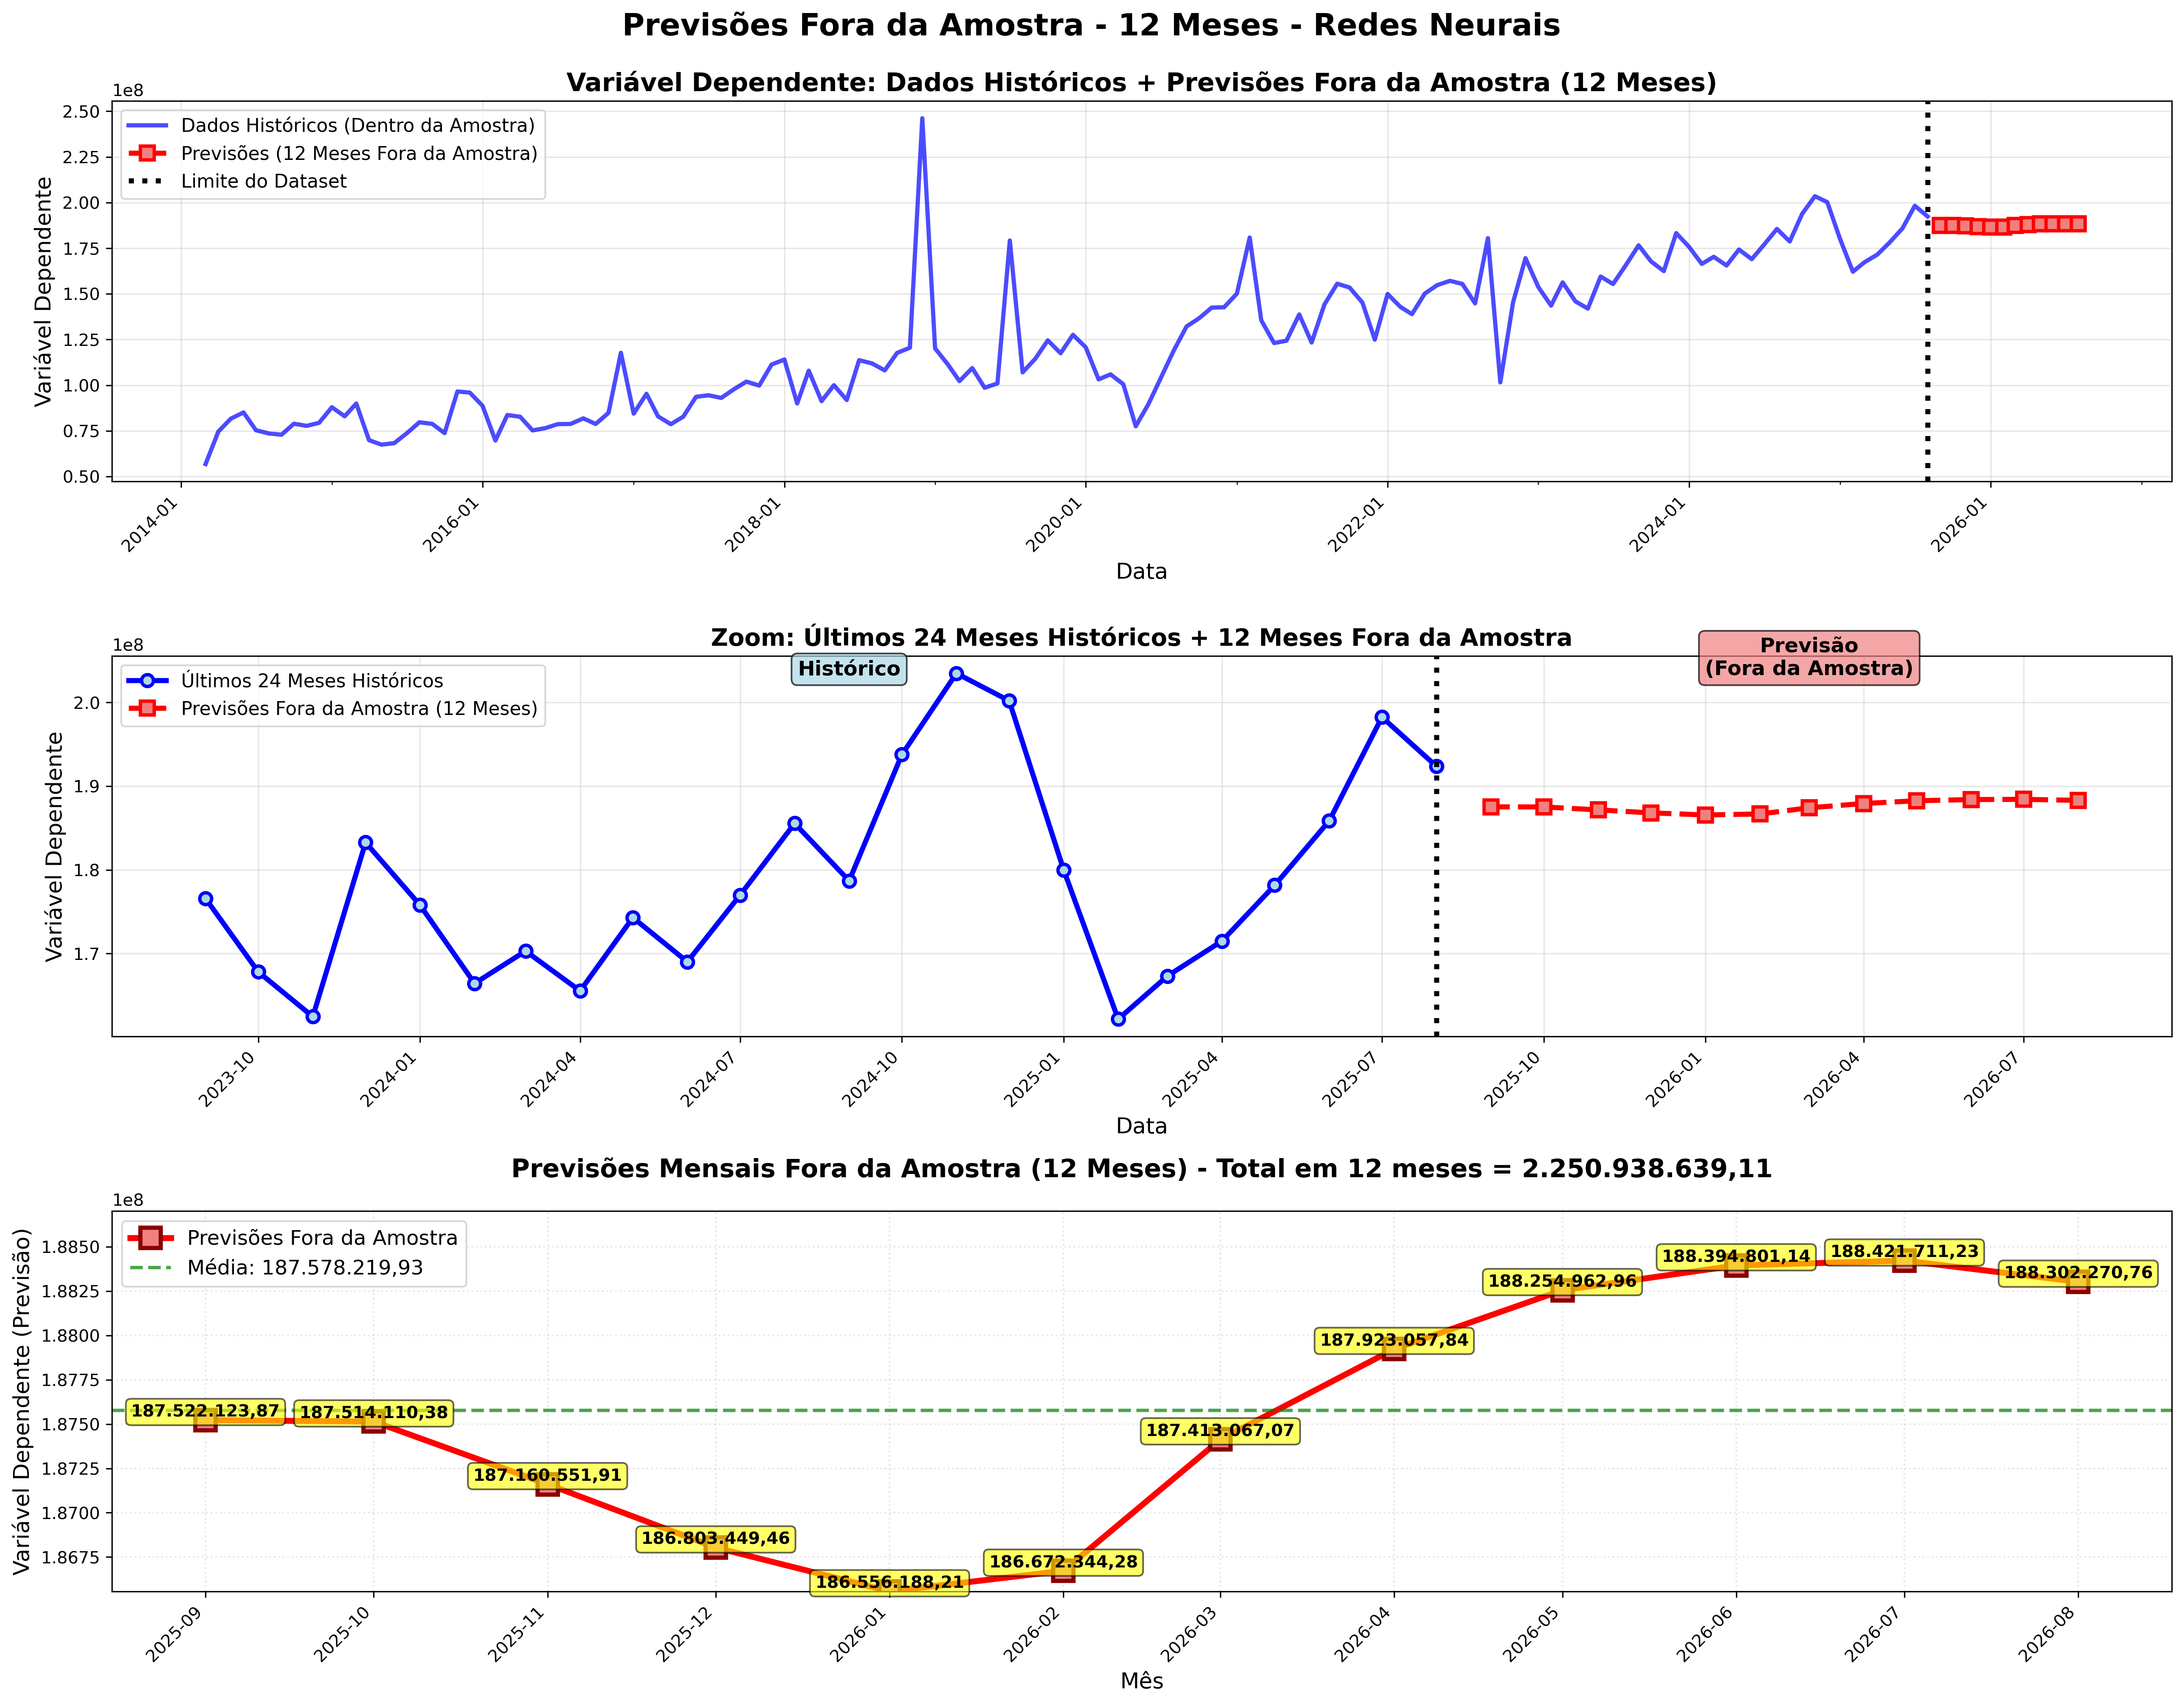 Previsões Fora da Amostra - 12 Meses - Redes Neurais
Variável Dependente: Dados Históricos + Previsões Fora da Amostra (12 Meses)
1e8
Dados Históricos (Dentro da Amostra)
Previsões (12 Meses Fora da Amostra)
Limite do Dataset
Variável Dependente
2.50
2.25
2.00
1.75
1.50
1.25
1.00
0.75
0.50
2014-01
2016-01
2018-01
2020-01
2022-01
2024-01
2026-01
Data
Zoom: Últimos 24 Meses Históricos + 12 Meses Fora da Amostra
1e8
Últimos 24 Meses Históricos
Previsões Fora da Amostra (12 Meses)
Histórico
Previsão
(Fora da Amostra)
Variável Dependente
2.0
1.9
1.8
1.7
2023-10
2024-01
2024-04
2024-07
2024-10
2025-01
2025-04
2025-07
2025-10
2026-01
2026-04
2026-07
Data
Previsões Mensais Fora da Amostra (12 Meses) - Total em 12 meses = 2.250.938.639,11
1e8
Previsões Fora da Amostra
Média: 187.578.219,93
Variável Dependente (Previsão)
1.8850
1.8825
1.8800
1.8775
1.8750
1.8725
1.8700
1.8675
187.522.123,87
187.514.110,38
187.160.551,91
186.803.449,46
186.556.188,21
186.672.344,28
187.413.067,07
187.923.057,84
188.254.962,96
188.394.801,14
188.421.711,23
188.302.270,76
2025-09
2025-10
2025-11
2025-12
2026-01
2026-02
2026-03
2026-04
2026-05
2026-06
2026-07
2026-08
Mês